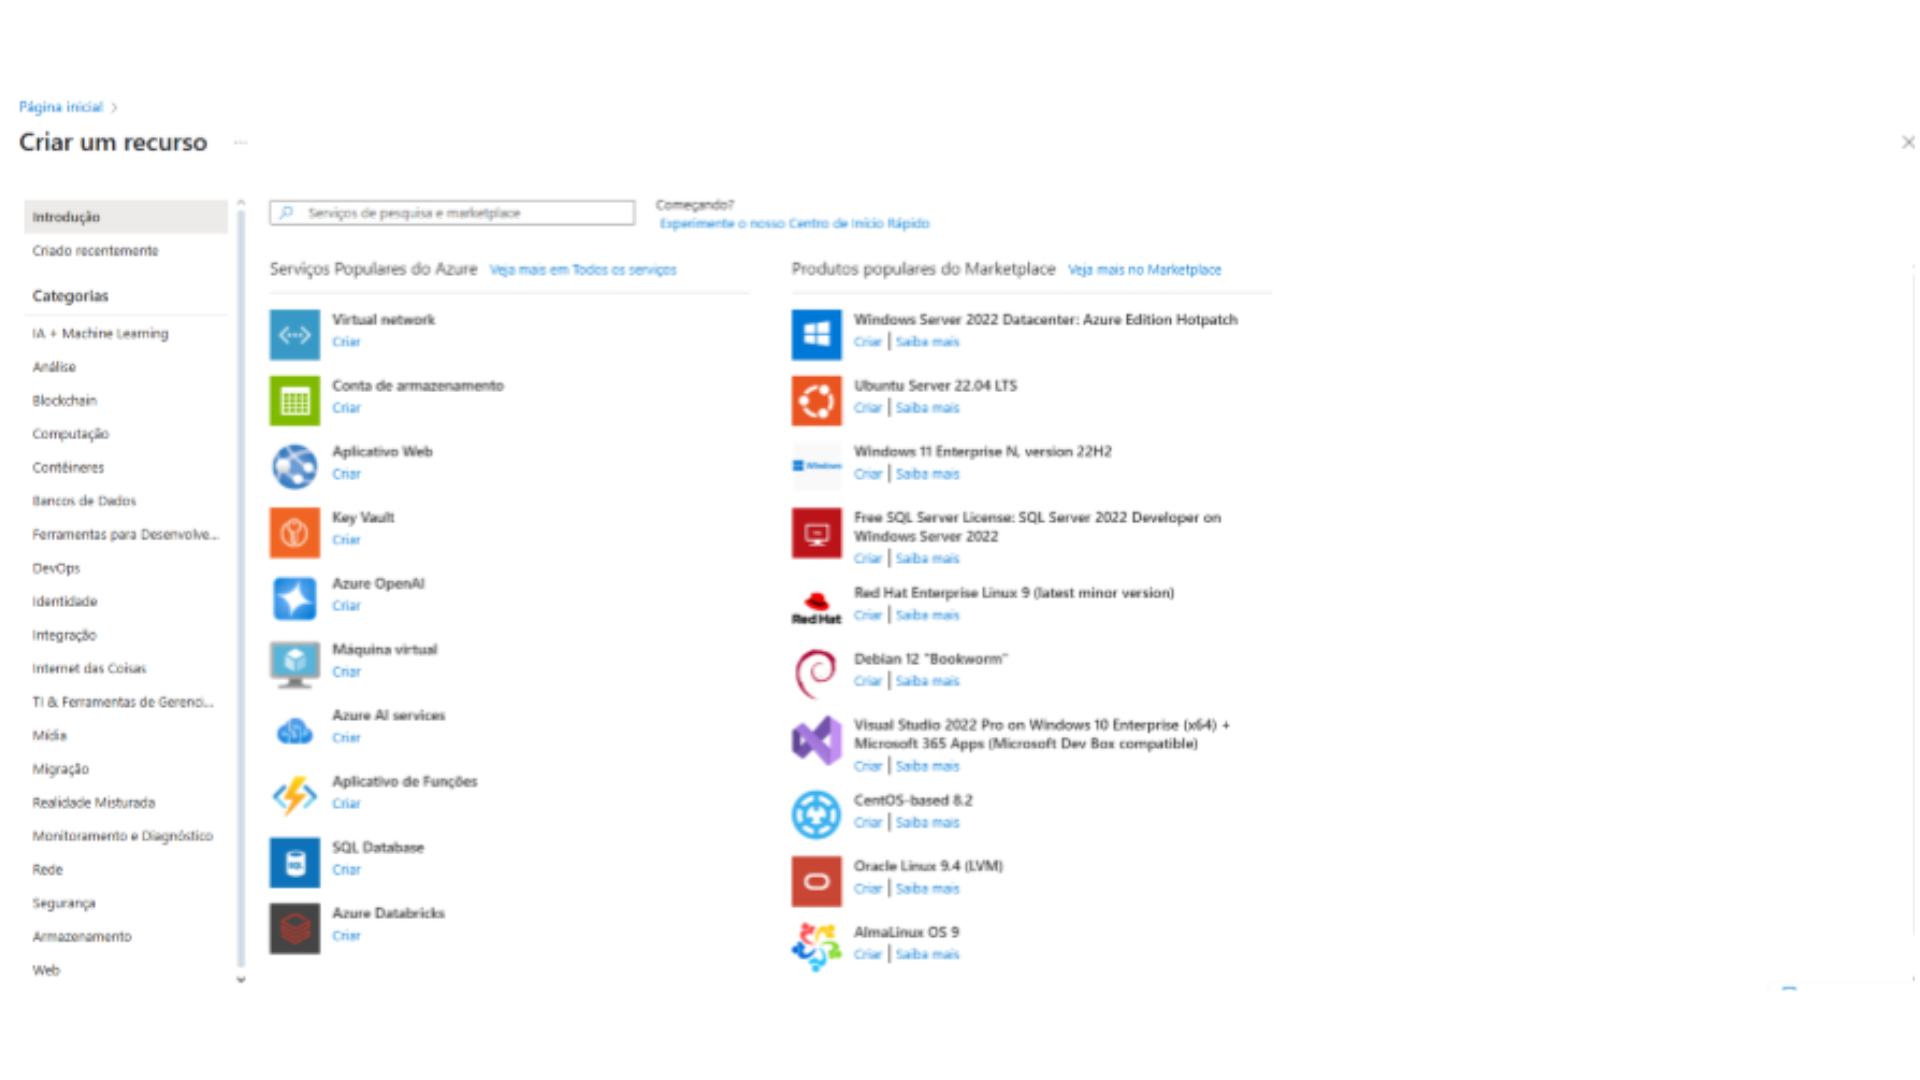 Página inicial >
Criar um recurso ...
Introdução
Criado recentemente
Categorias
IA + Machine Learning
Análise
Blockchain
Computação
Contêineres
Bancos de Dados
Ferramentas para Desenvolve...
DevOps
Identidade
Integração
Internet das Coisas
TI & Ferramentas de Gerenci...
Mídia
Migração
Realidade Misturada
Monitoramento e Diagnóstico
Rede
Segurança
Armazenamento
Web
Serviços de pesquisa e marketplace
Começando?
Experimente o nosso Centro de Início Rápido
Serviços Populares do Azure Veja mais em Todos os serviços
Virtual network
Criar
Conta de armazenamento
Criar
Aplicativo Web
Criar
Key Vault
Criar
Azure OpenAI
Criar
Máquina virtual
Criar
Azure AI services
Criar
Aplicativo de Funções
Criar
SQL Database
Criar
Azure Databricks
Criar
Produtos populares do Marketplace Veja mais no Marketplace
Windows Server 2022 Datacenter: Azure Edition Hotpatch
Criar | Saiba mais
Ubuntu Server 22.04 LTS
Criar | Saiba mais
Windows
Windows 11 Enterprise N, version 22H2
Criar | Saiba mais
Free SQL Server License: SQL Server 2022 Developer on
Windows Server 2022
Criar | Saiba mais
Red Hat
Red Hat Enterprise Linux 9 (latest minor version)
Criar | Saiba mais
Debian 12 "Bookworm"
Criar | Saiba mais
Visual Studio 2022 Pro on Windows 10 Enterprise (x64) +
Microsoft 365 Apps (Microsoft Dev Box compatible)
Criar | Saiba mais
CentOS-based 8.2
Criar | Saiba mais
Oracle Linux 9.4 (LVM)
Criar | Saiba mais
AlmaLinux OS 9
Criar | Saiba mais